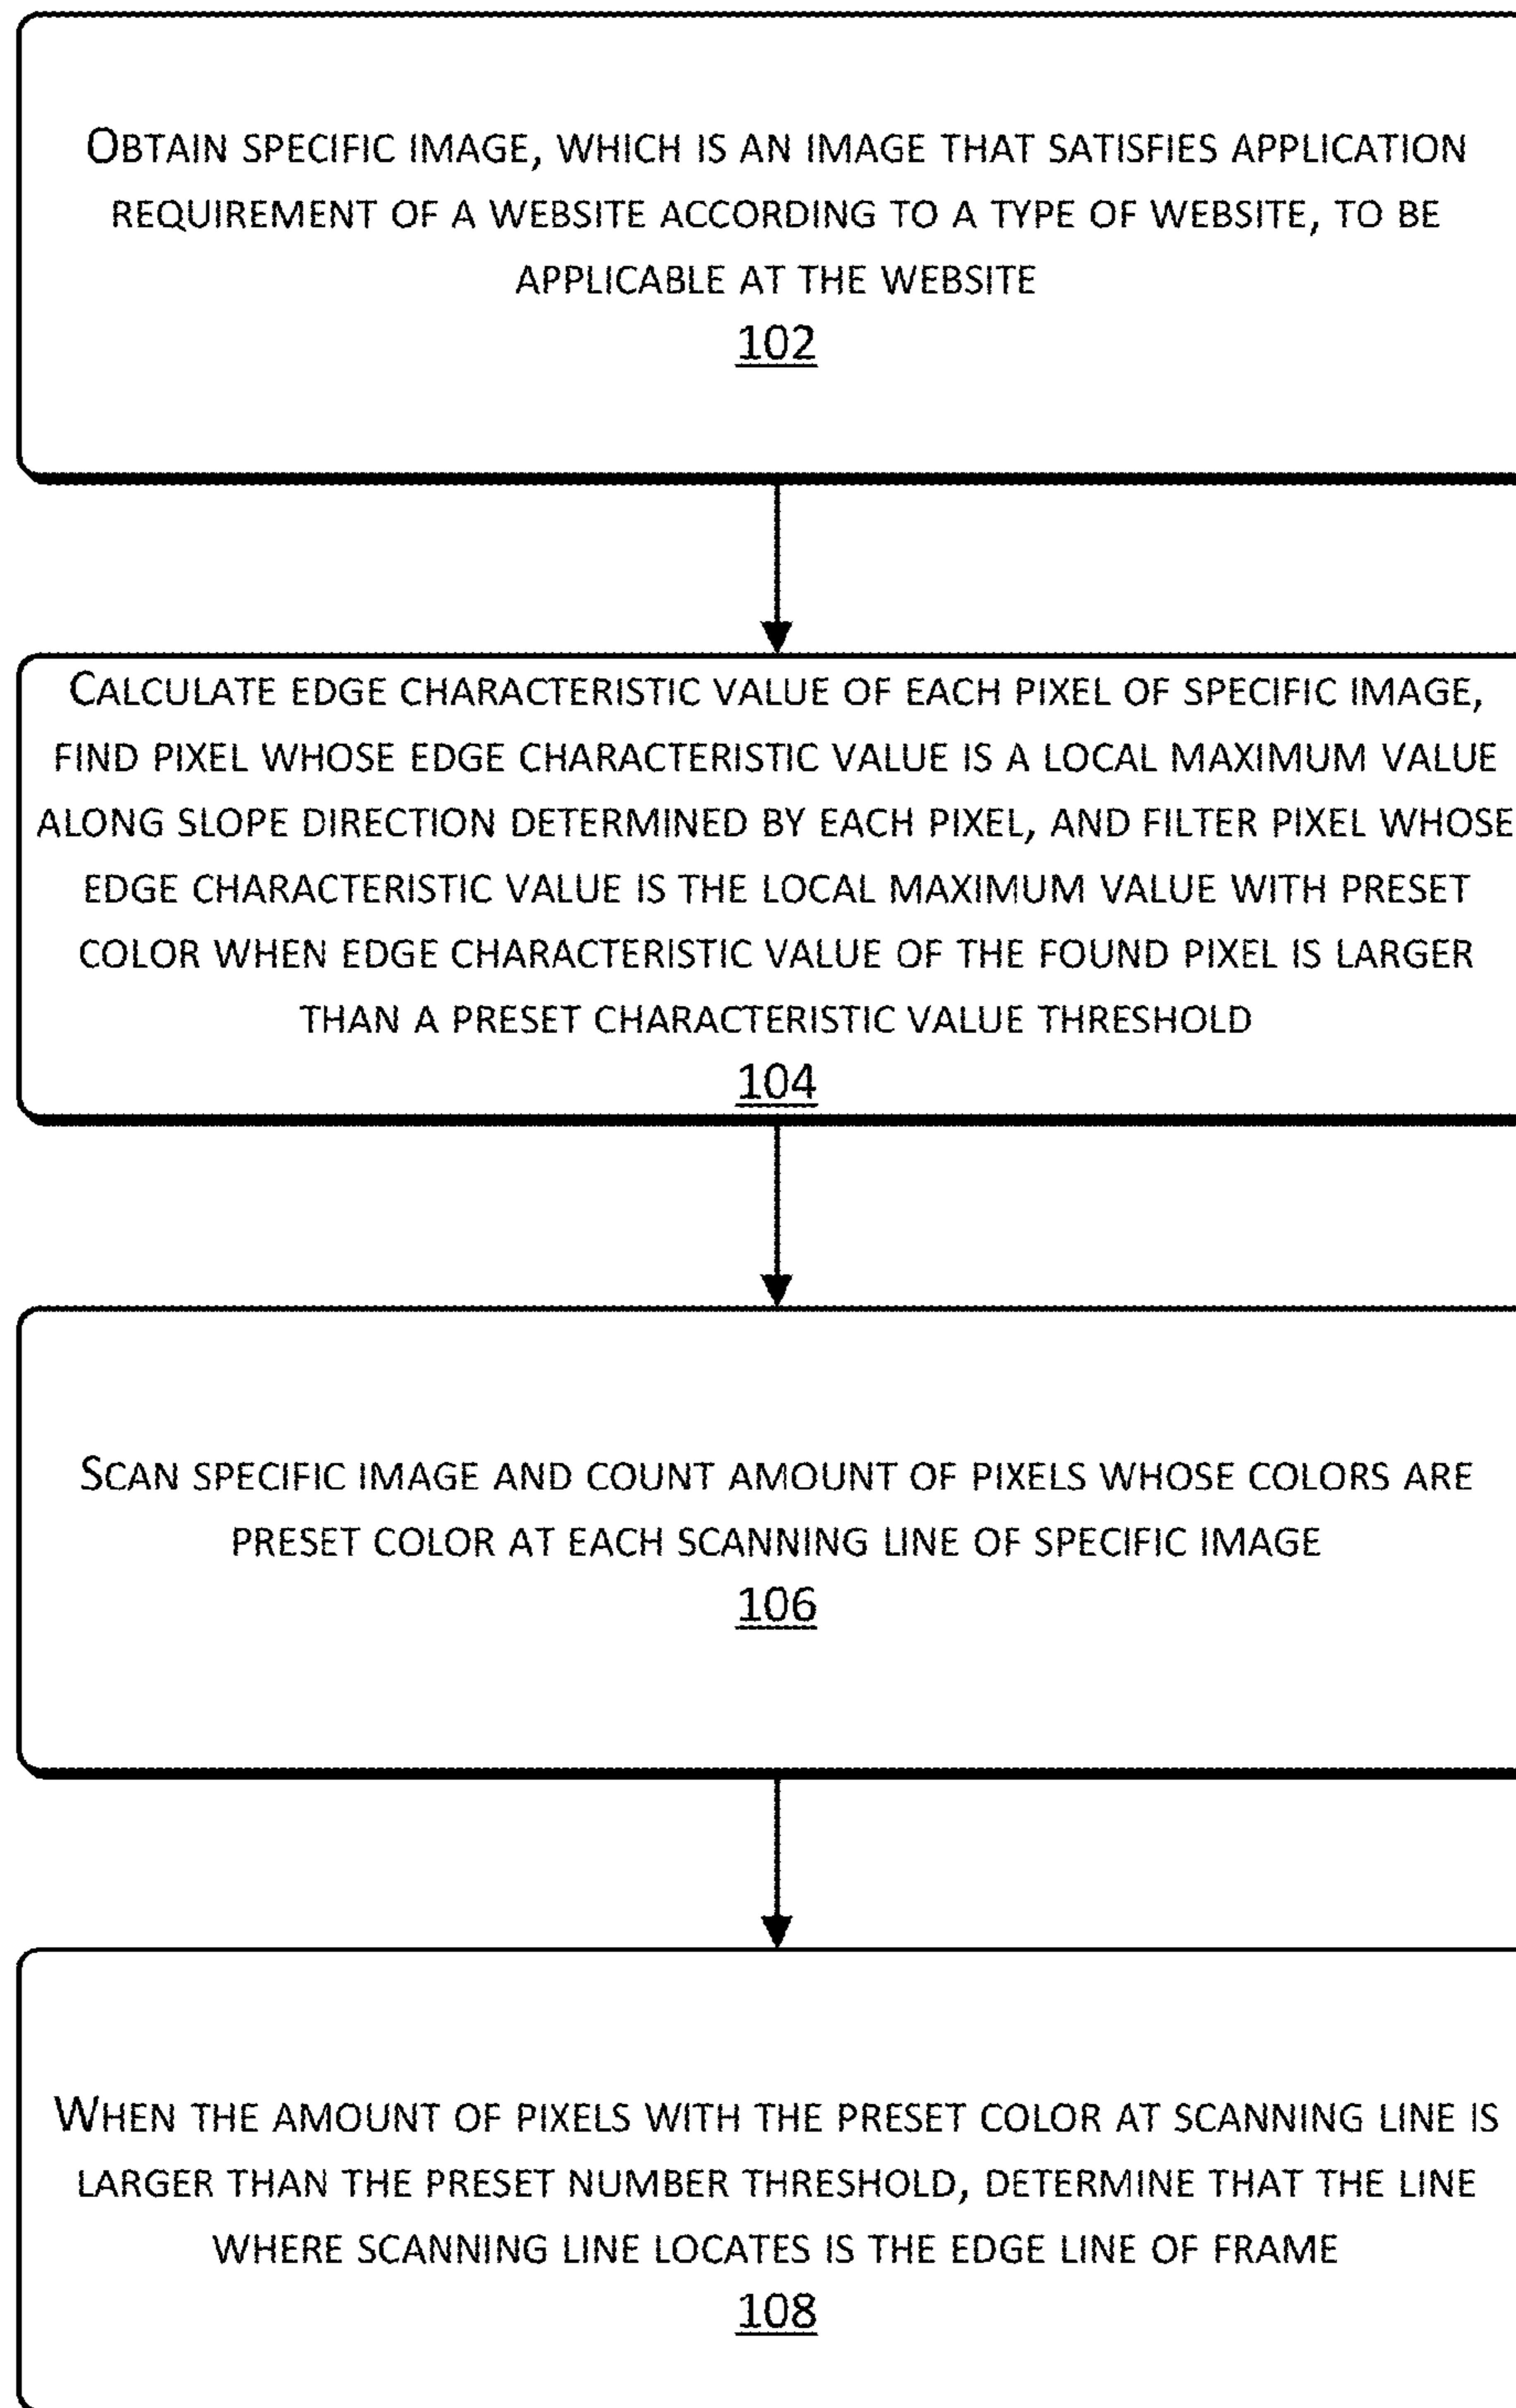 OBTAIN SPECIFIC IMAGE, WHICH IS AN IMAGE THAT SATISFIES APPLICATION
REQUIREMENT OF A WEBSITE ACCORDING TO A TYPE OF WEBSITE, TO BE
APPLICABLE AT THE WEBSITE
102
CALCULATE EDGE CHARACTERISTIC VALUE OF EACH PIXEL OF SPECIFIC IMAGE,
FIND PIXEL WHOSE EDGE CHARACTERISTIC VALUE IS A LOCAL MAXIMUM VALUE
ALONG SLOPE DIRECTION DETERMINED BY EACH PIXEL, AND FILTER PIXEL WHOSE
EDGE CHARACTERISTIC VALUE IS THE LOCAL MAXIMUM VALUE WITH PRESET
COLOR WHEN EDGE CHARACTERISTIC VALUE OF THE FOUND PIXEL IS LARGER
THAN A PRESET CHARACTERISTIC VALUE THRESHOLD
104
SCAN SPECIFIC IMAGE AND COUNT AMOUNT OF PIXELS WHOSE COLORS ARE
PRESET COLOR AT EACH SCANNING LINE OF SPECIFIC IMAGE
106
WHEN THE AMOUNT OF PIXELS WITH THE PRESET COLOR AT SCANNING LINE IS
LARGER THAN THE PRESET NUMBER THRESHOLD, DETERMINE THAT THE LINE
WHERE SCANNING LINE LOCATES IS THE EDGE LINE OF FRAME
108